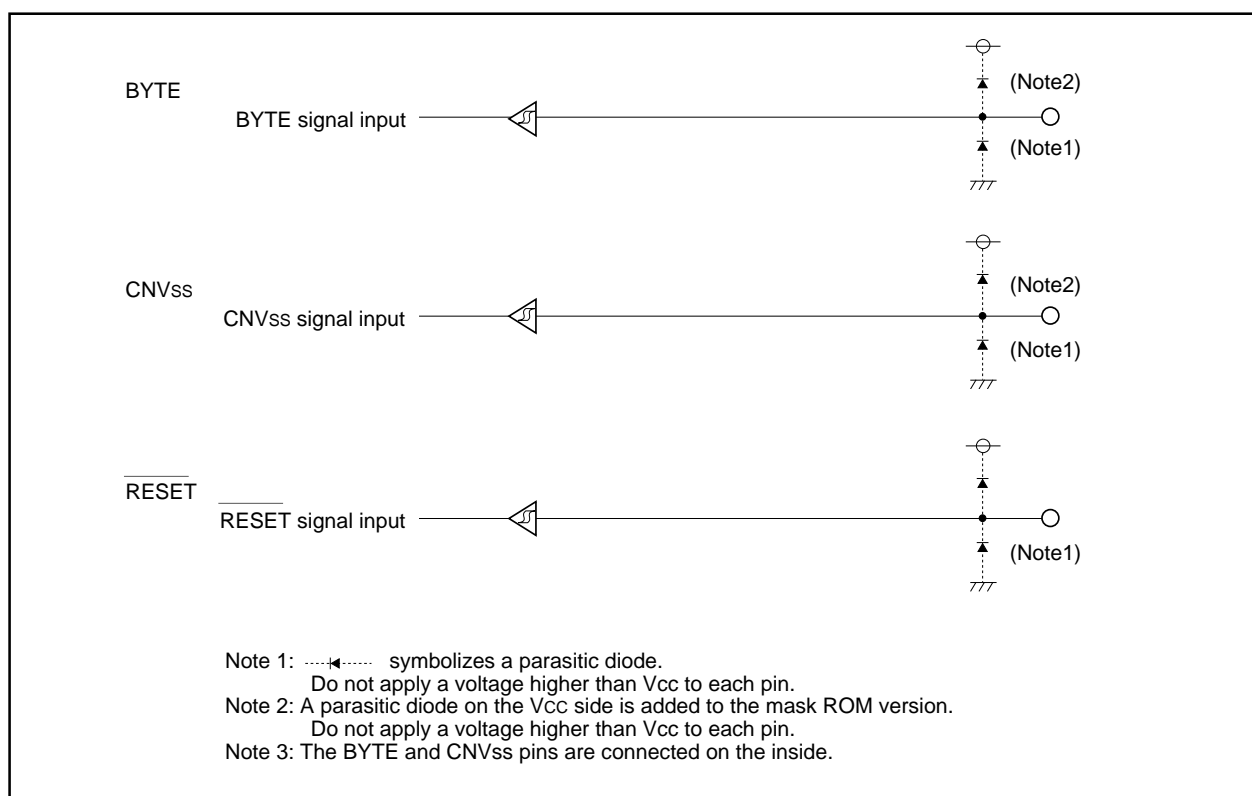 (Note2)
BYTE
BYTE signal input
(Note1)
(Note2)
CNVss
CNVss signal input
(Note1)
RESET
RESET signal input
(Note1)
Note 1: symbolizes a parasitic diode.
Do not apply a voltage higher than Vcc to each pin.
Note 2: A parasitic diode on the VCC side is added to the mask ROM version.
Do not apply a voltage higher than Vcc to each pin.
Note 3: The BYTE and CNVss pins are connected on the inside.